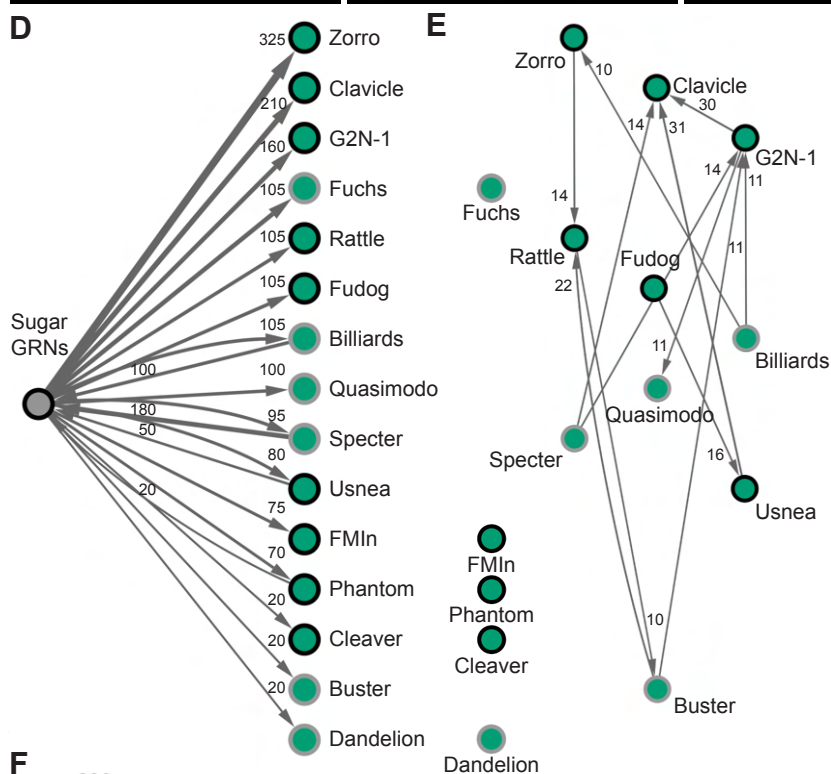 D
325 Zorro
210 Clavicle
160 G2N-1
105 Fuchs
105 Rattle
105 Fudog
Sugar
GRNs
105 Billiards
100
100 Quasimodo
180
95 Specter
50
80 Usnea
20
75 FMIn
70 Phantom
20 Cleaver
20 Buster
20 Dandelion
E
Zorro
10
Clavicle
30
14 31
G2N-1
14
11
Fuchs
14
Rattle
11
Fudog
22
11
Billiards
Quasimodo
Specter
16
Usnea
FMIn
Phantom
10
Cleaver
Buster
Dandelion
F